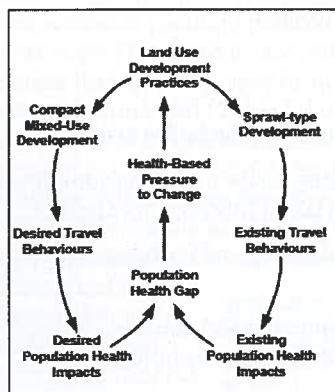 Land Use
Development
Practices
Compact
Mixed-Use
Development
Sprawl-type
Development
Health-Based
Pressure
to Change
Desired Travel
Behaviours
Existing Travel
Behaviours
Population
Health Gap
Desired
Population Health
Impacts
Existing
Population Health
Impacts